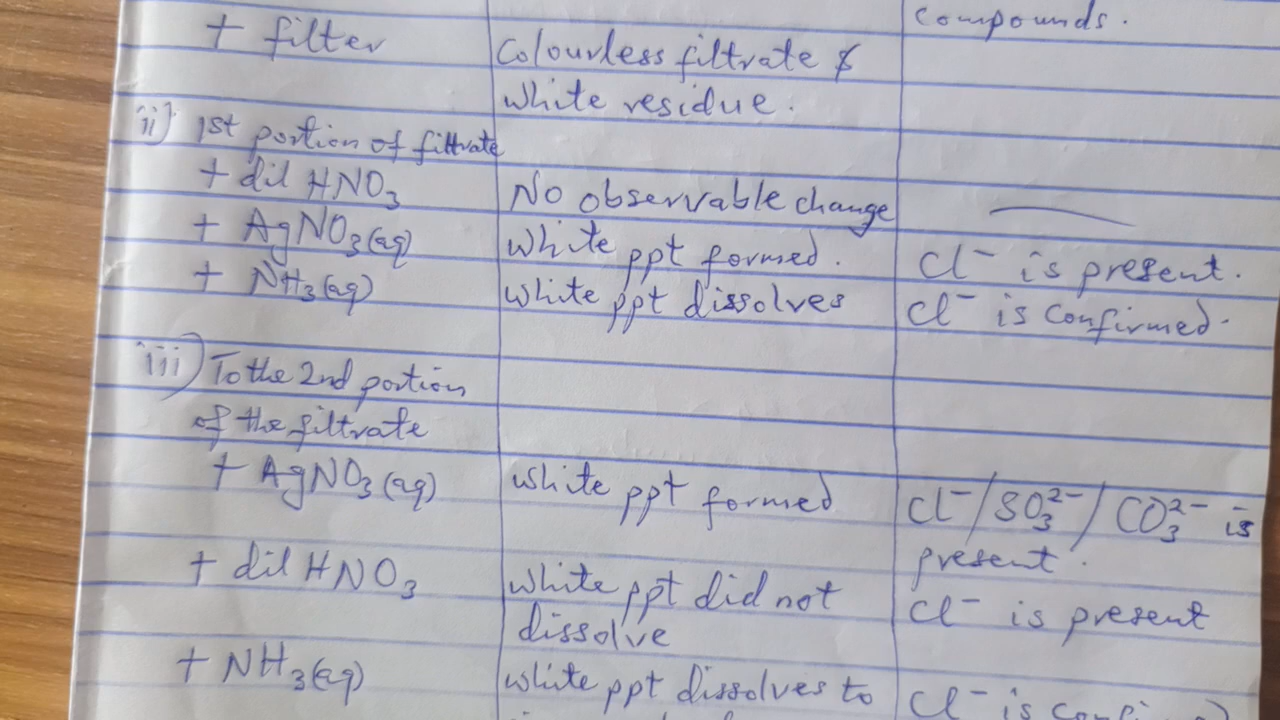 compounds.
+ filter
Colourless filtrate &
white residue.
ii) 1st portion of filtrate
+ dil HNO₃ No observable change
+ AgNO₃(aq) white ppt formed. Cl⁻ is present.
+ NH₃(aq) white ppt dissolves Cl⁻ is confirmed.
iii) To the 2nd portion
of the filtrate
+ AgNO₃(aq) white ppt formed Cl⁻/SO₃²⁻/CO₃²⁻ is
present.
+ dil HNO₃ white ppt did not Cl⁻ is present
dissolve
+ NH₃(aq) white ppt dissolves to Cl⁻ is